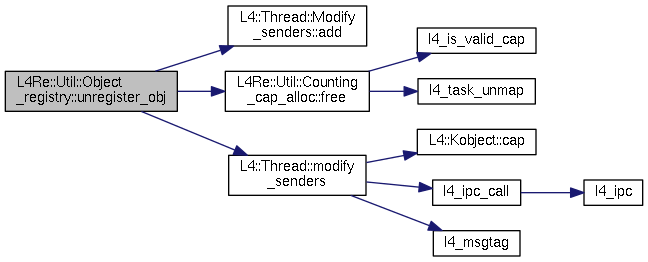 L4::Thread::Modify
_senders::add
L4Re::Util::Object
_registry::unregister_obj
L4Re::Util::Counting
_cap_alloc::free
l4_is_valid_cap
l4_task_unmap
L4::Thread::modify
_senders
L4::Kobject::cap
l4_ipc_call
l4_ipc
l4_msgtag